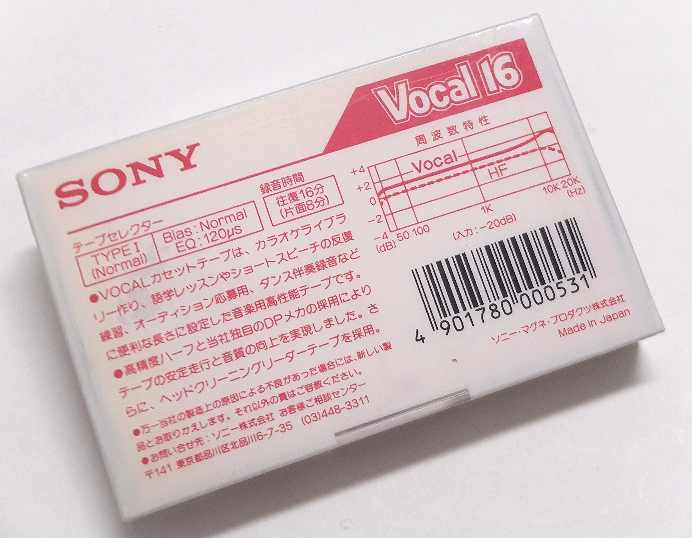 Vocal 16
SONY
テープセレクター
TYPE I
(Normal)
Bias:Normal
EQ:120μs
録音時間
往復16分
(片面8分)
周波数特性
+4
+2
0
-2
-4
(dB)
Vocal
HF
50 100
1K
10K 20K
(Hz)
(入力:-20dB)
●VOCALカセットテープは、カラオケライブラ
リー作り、語学レッスンやショートスピーチの反復
練習、オーディション応募用、ダンス伴奏録音など
に便利な長さに設定した音楽用高性能テープです。
●高精度ハーフと当社独自のDPメカの採用により
テープの安定走行と音質の向上を実現しました。さ
らに、ヘッドクリーニングリーダーテープを採用。
●万一当社の製造上の原因による不良があった場合には、新しい製
品とお取りかえします。それ以外の責はご容赦ください。
●お問い合せ先:ソニー株式会社 お客様ご相談センター
〒141 東京都品川区北品川6-7-35 (03)448-3311
4 901780 000531
ソニー・マグネ・プロダクツ株式会社
Made in Japan